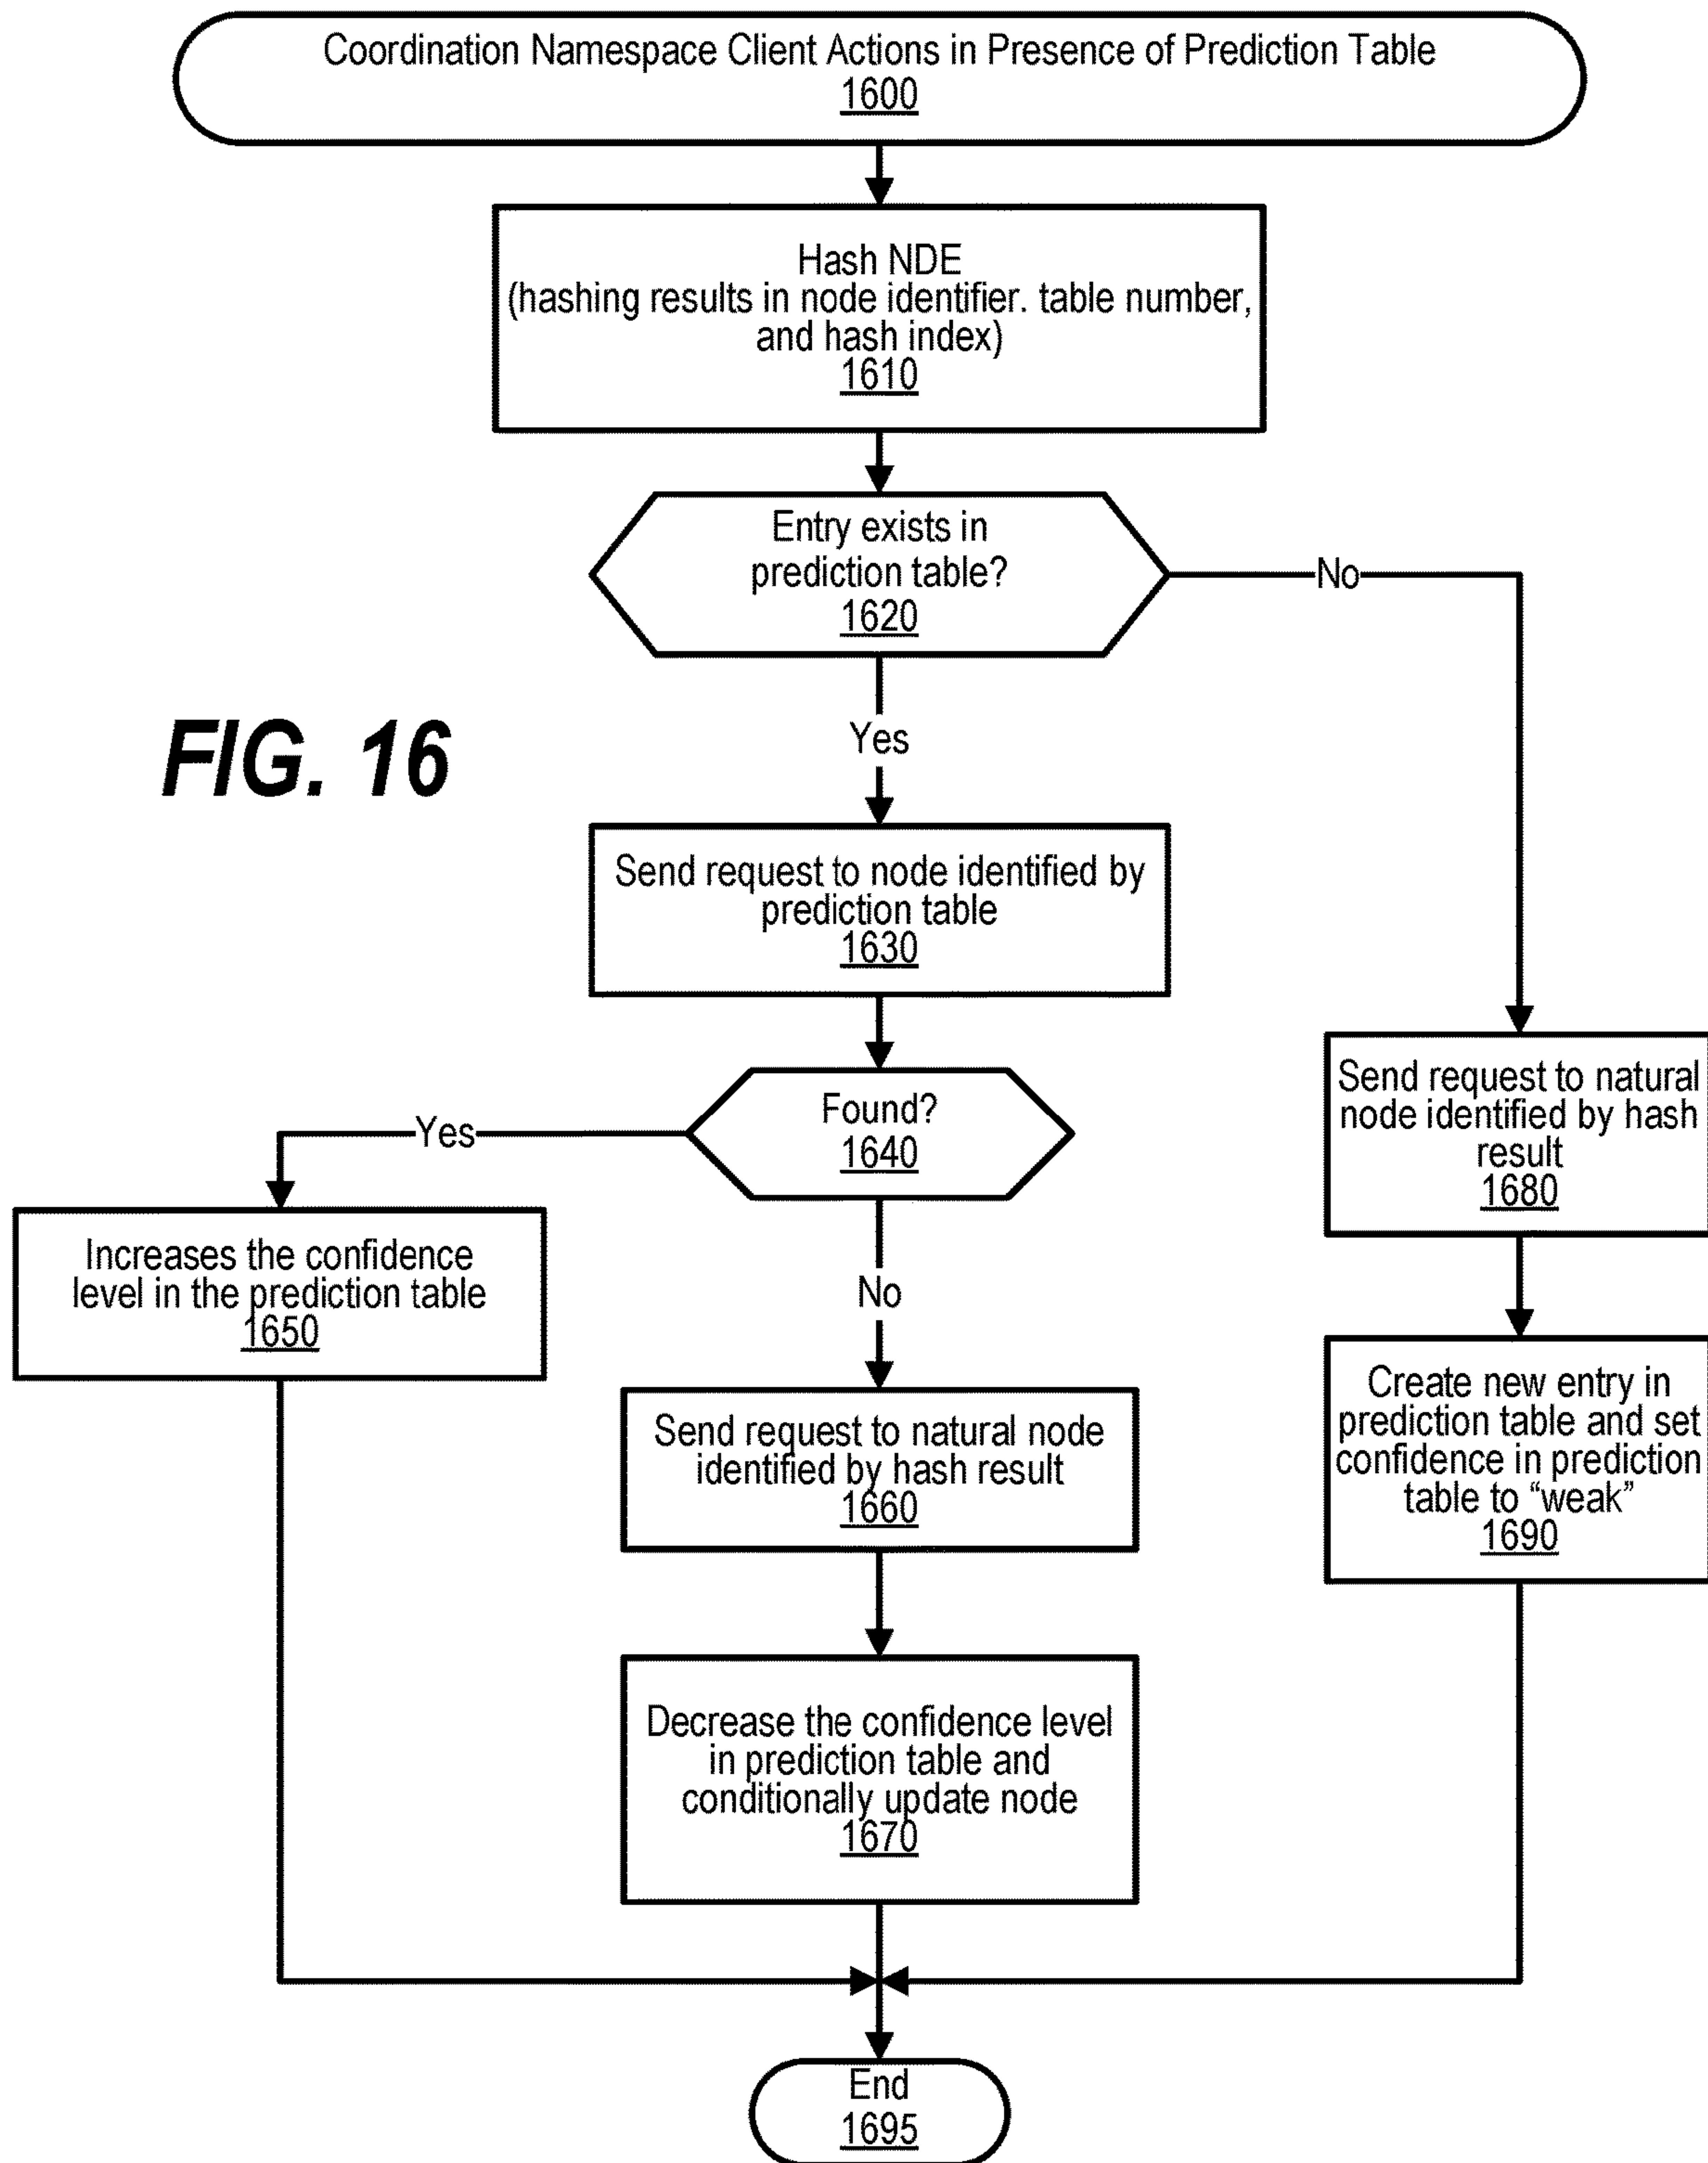 Coordination Namespace Client Actions in Presence of Prediction Table
1600
Hash NDE
(hashing results in node identifier. table number,
and hash index)
1610
Entry exists in
prediction table?
1620
No
Yes
FIG. 16
Send request to node identified by
prediction table
1630
Found?
1640
Yes
No
Send request to natural
node identified by hash
result
1680
Increases the confidence
level in the prediction table
1650
Send request to natural node
identified by hash result
1660
Create new entry in
prediction table and set
confidence in prediction
table to “weak”
1690
Decrease the confidence level
in prediction table and
conditionally update node
1670
End
1695